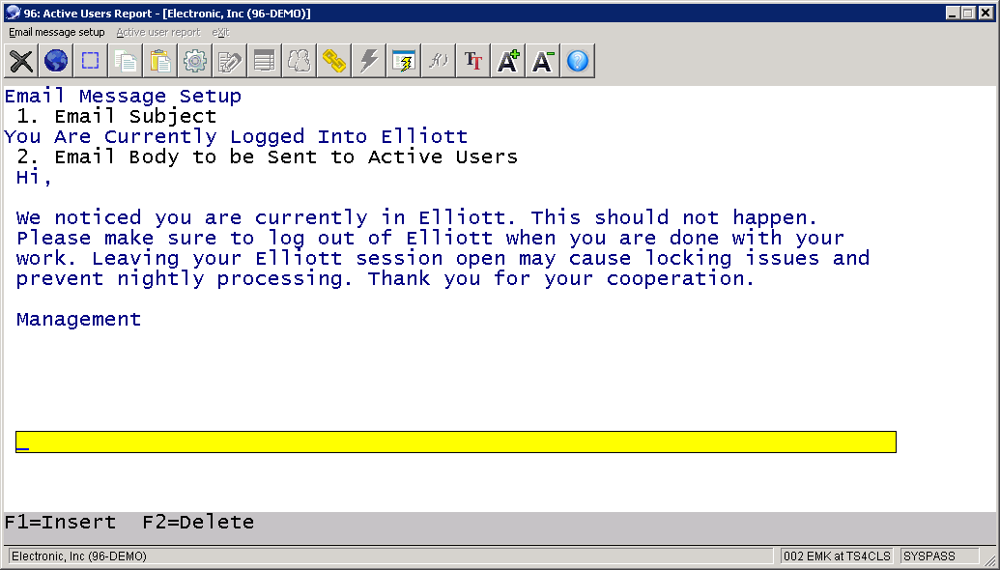 96: Active Users Report - [Electronic, Inc (96-DEMO)]
Email message setup Active user report eXit
f() TT A+ A- ?
Email Message Setup
1. Email Subject
You Are Currently Logged Into Elliott
2. Email Body to be Sent to Active Users
Hi,
We noticed you are currently in Elliott. This should not happen.
Please make sure to log out of Elliott when you are done with your
work. Leaving your Elliott session open may cause locking issues and
prevent nightly processing. Thank you for your cooperation.
Management
F1=Insert F2=Delete
Electronic, Inc (96-DEMO) 002 EMK at TS4CLS SYSPASS